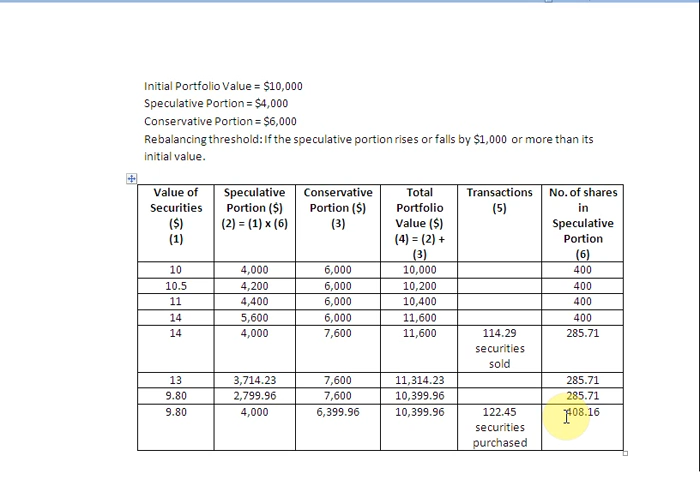 Initial Portfolio Value = $10,000
Speculative Portion = $4,000
Conservative Portion = $6,000
Rebalancing threshold: If the speculative portion rises or falls by $1,000 or more than its
initial value.
Value of Securities ($) (1) Speculative Portion ($) (2) = (1) x (6) Conservative Portion ($) (3) Total Portfolio Value ($) (4) = (2) + (3) Transactions (5) No. of shares in Speculative Portion (6)
10 4,000 6,000 10,000 400
10.5 4,200 6,000 10,200 400
11 4,400 6,000 10,400 400
14 5,600 6,000 11,600 400
14 4,000 7,600 11,600 114.29 securities sold 285.71
13 3,714.23 7,600 11,314.23 285.71
9.80 2,799.96 7,600 10,399.96 285.71
9.80 4,000 6,399.96 10,399.96 122.45 securities purchased 408.16